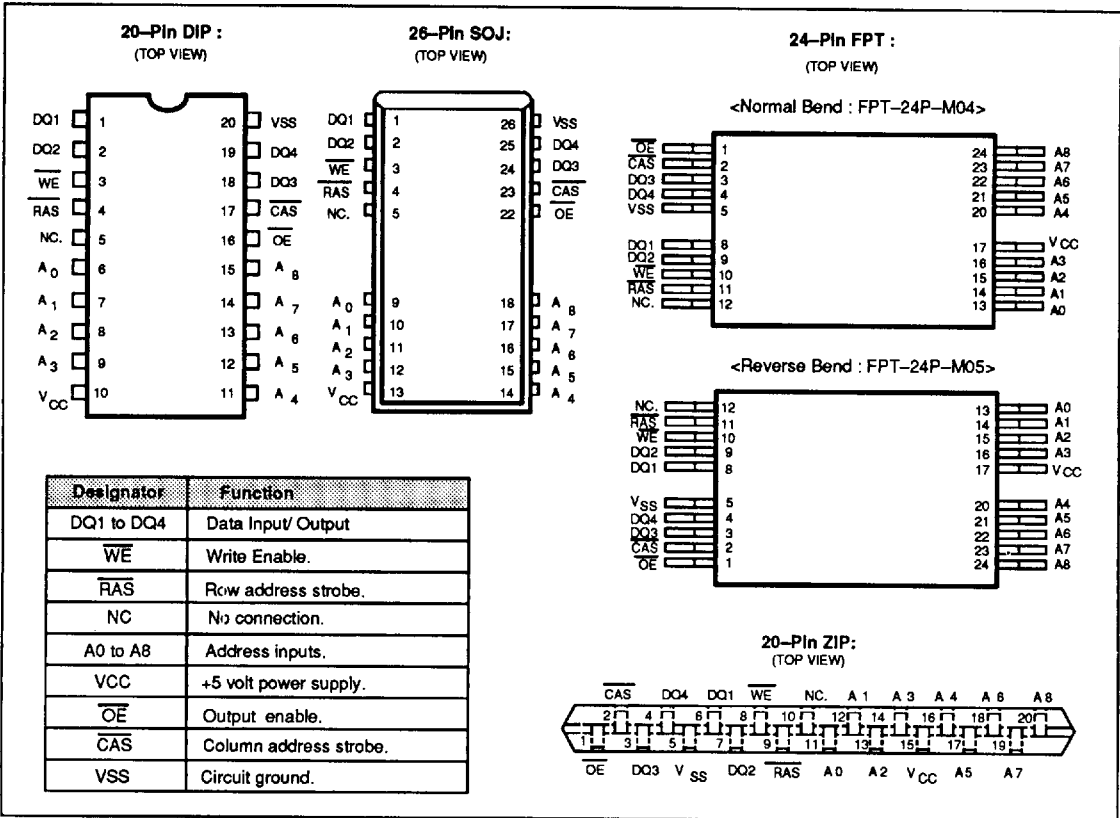 20–Pin DIP :
(TOP VIEW)
DQ1 1 20 VSS
DQ2 2 19 DQ4
WE 3 18 DQ3
RAS 4 17 CAS
NC. 5 16 OE
A0 6 15 A8
A1 7 14 A7
A2 8 13 A6
A3 9 12 A5
VCC 10 11 A4
26–Pin SOJ:
(TOP VIEW)
DQ1 1 26 VSS
DQ2 2 25 DQ4
WE 3 24 DQ3
RAS 4 23 CAS
NC. 5 22 OE
A0 9 18 A8
A1 10 17 A7
A2 11 16 A6
A3 12 15 A5
VCC 13 14 A4
24–Pin FPT :
(TOP VIEW)
<Normal Bend : FPT–24P–M04>
OE 1 24 A8
CAS 2 23 A7
DQ3 3 22 A6
DQ4 4 21 A5
VSS 5 20 A4
DQ1 8 17 VCC
DQ2 9 16 A3
WE 10 15 A2
RAS 11 14 A1
NC. 12 13 A0
<Reverse Bend : FPT–24P–M05>
NC. 12 13 A0
RAS 11 14 A1
WE 10 15 A2
DQ2 9 16 A3
DQ1 8 17 VCC
VSS 5 20 A4
DQ4 4 21 A5
DQ3 3 22 A6
CAS 2 23 A7
OE 1 24 A8
Designator Function
DQ1 to DQ4 Data Input/ Output
WE Write Enable.
RAS Row address strobe.
NC No connection.
A0 to A8 Address inputs.
VCC +5 volt power supply.
OE Output enable.
CAS Column address strobe.
VSS Circuit ground.
20–Pin ZIP:
(TOP VIEW)
CAS DQ4 DQ1 WE NC. A1 A3 A4 A6 A8
2 4 6 8 10 12 14 16 18 20
1 3 5 7 9 11 13 15 17 19
OE DQ3 VSS DQ2 RAS A0 A2 VCC A5 A7